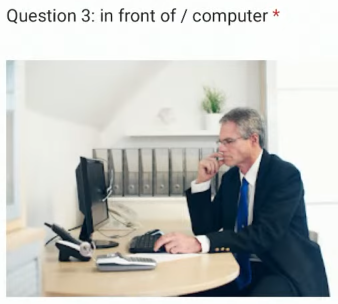 Question 3: in front of / computer *